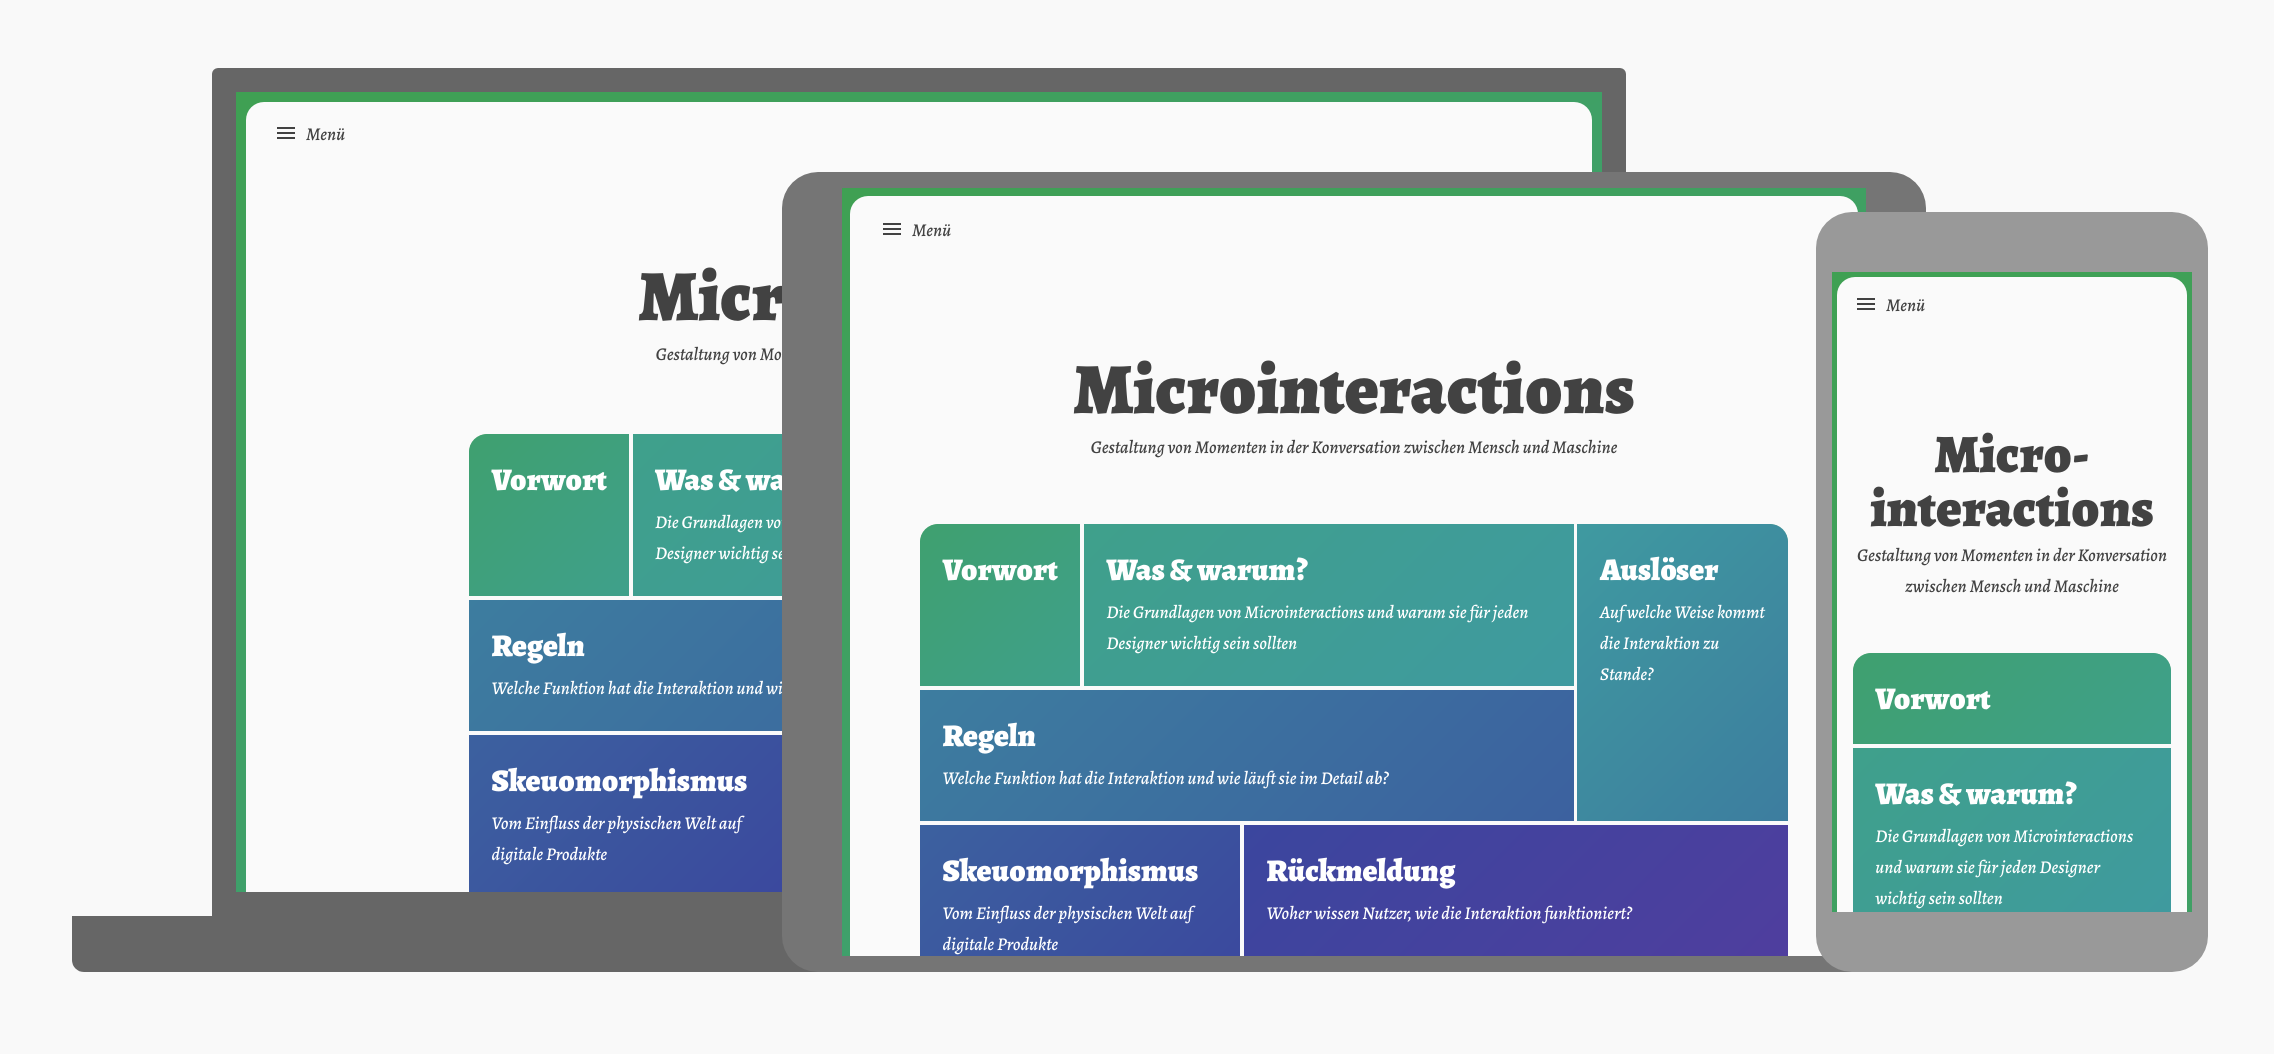 Menü
Micr
Gestaltung von Mo
Vorwort
Was & wa
Die Grundlagen vo
Designer wichtig se
Regeln
Welche Funktion hat die Interaktion und wi
Skeuomorphismus
Vom Einfluss der physischen Welt auf
digitale Produkte
Menü
Microinteractions
Gestaltung von Momenten in der Konversation zwischen Mensch und Maschine
Vorwort
Was & warum?
Die Grundlagen von Microinteractions und warum sie für jeden
Designer wichtig sein sollten
Auslöser
Auf welche Weise kommt
die Interaktion zu
Stande?
Regeln
Welche Funktion hat die Interaktion und wie läuft sie im Detail ab?
Skeuomorphismus
Vom Einfluss der physischen Welt auf
digitale Produkte
Rückmeldung
Woher wissen Nutzer, wie die Interaktion funktioniert?
Menü
Micro-
interactions
Gestaltung von Momenten in der Konversation
zwischen Mensch und Maschine
Vorwort
Was & warum?
Die Grundlagen von Microinteractions
und warum sie für jeden Designer
wichtig sein sollten